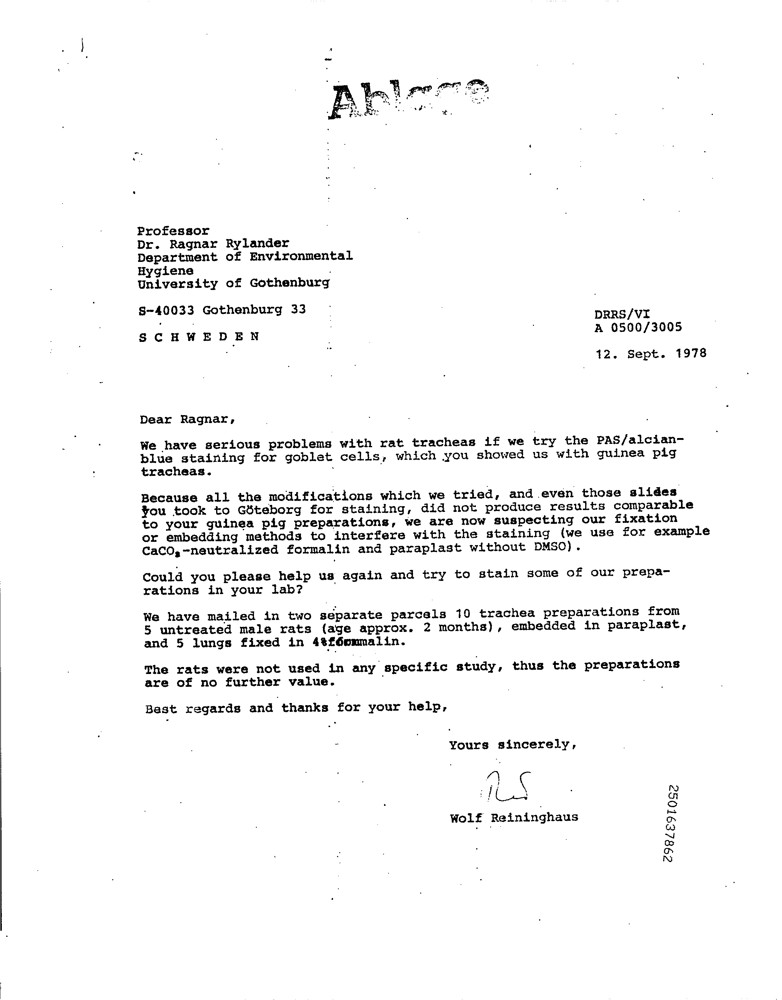 Ablage
Professor
Dr. Ragnar Rylander
Department of Environmental
Hygiene
University of Gothenburg
S-40033 Gothenburg 33
S C H W E D E N
DRRS/VI
A 0500/3005
12. Sept. 1978
Dear Ragnar,
We have serious problems with rat tracheas if we try the PAS/alcian-
blue staining for goblet cells, which you showed us with guinea pig
tracheas.
Because all the modifications which we tried, and even those slides
you took to Göteborg for staining, did not produce results comparable
to your guinea pig preparations, we are now suspecting our fixation
or embedding methods to interfere with the staining (we use for example
CaCO₃-neutralized formalin and paraplast without DMSO).
Could you please help us again and try to stain some of our prepa-
rations in your lab?
We have mailed in two separate parcels 10 trachea preparations from
5 untreated male rats (age approx. 2 months), embedded in paraplast,
and 5 lungs fixed in 4% formalin.
The rats were not used in any specific study, thus the preparations
are of no further value.
Best regards and thanks for your help,
Yours sincerely,
Wolf Reininghaus
2501637862